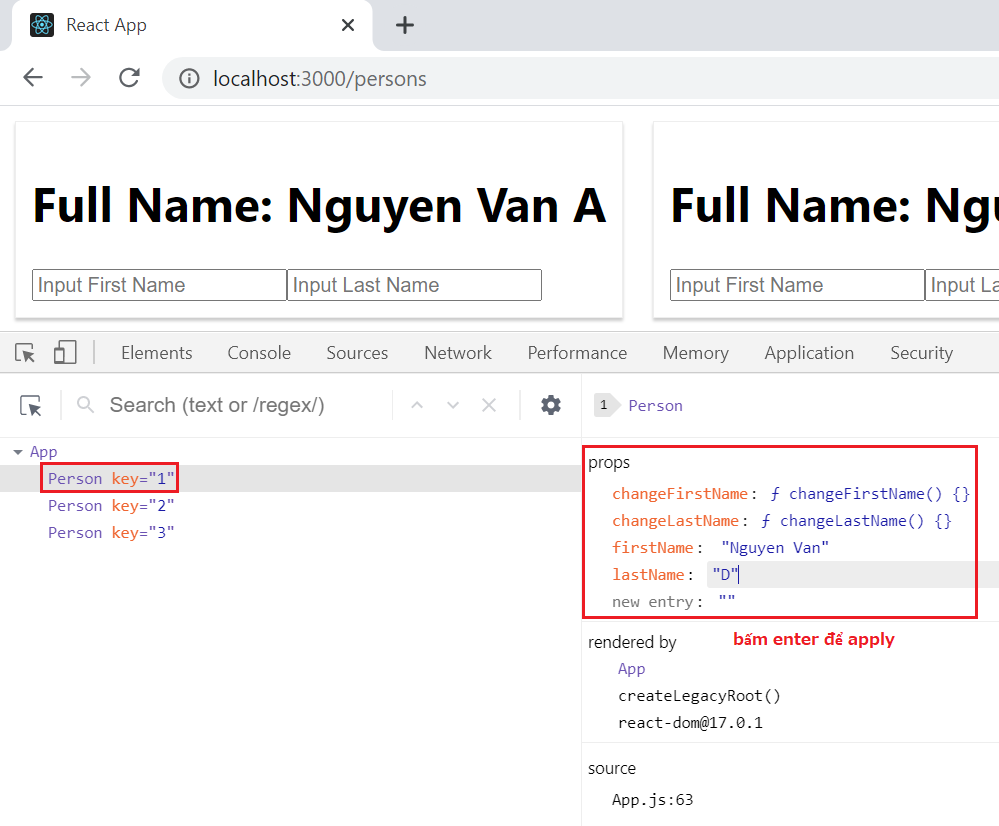 React App
localhost:3000/persons
Full Name: Nguyen Van A
Full Name:
Input First Name
Input Last Name
Input First Name
Input
Elements Console Sources Network Performance Memory Application Security
Search (text or /regex/)
1 Person
App
Person key="1"
Person key="2"
Person key="3"
props
changeFirstName: ƒ changeFirstName() {}
changeLastName: ƒ changeLastName() {}
firstName: "Nguyen Van"
lastName: "D"
new entry: ""
rendered by
bấm enter để apply
App
createLegacyRoot()
react-dom@17.0.1
source
App.js:63